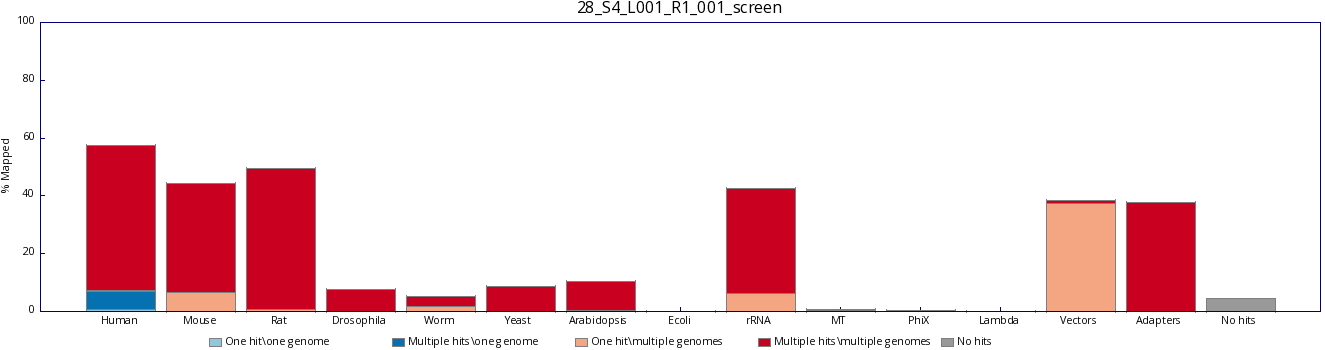 28_S4_L001_R1_001_screen
100
80
60
40
20
0
% Mapped
Human Mouse Rat Drosophila Worm Yeast Arabidopsis Ecoli rRNA MT PhiX Lambda Vectors Adapters No hits
One hit\one genome Multiple hits\one genome One hit\multiple genomes Multiple hits\multiple genomes No hits